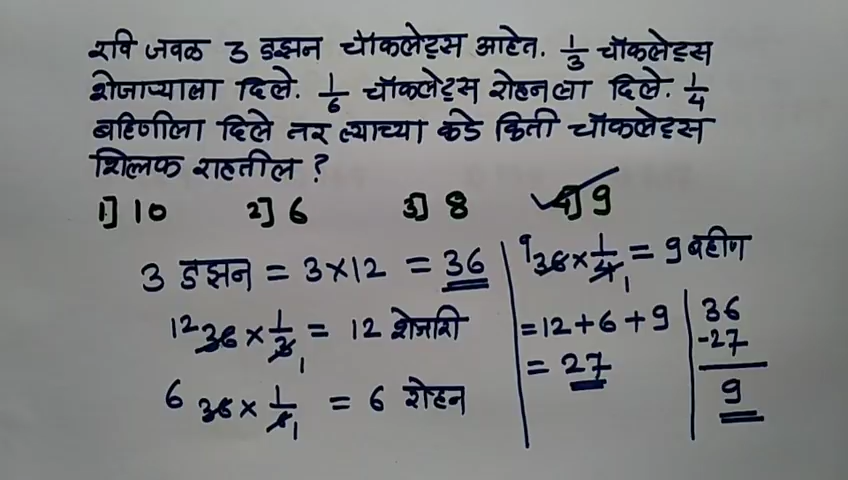 रवि जवळ 3 डझन चॉकलेट्स आहेत. 1/3 चॉकलेट्स
शेजाऱ्याला दिले. 1/6 चॉकलेट्स रोहनला दिले. 1/4
बहिणीला दिले तर त्याच्या कडे किती चॉकलेट्स
शिल्लक राहतील ?
1] 10 2] 6 3] 8 4] 9
3 डझन = 3 × 12 = 36
12 36 × 1/3 1 = 12 शेजारी
6 36 × 1/6 1 = 6 रोहन
9 36 × 1/4 1 = 9 बहीण
= 12 + 6 + 9
= 27
36
- 27
9